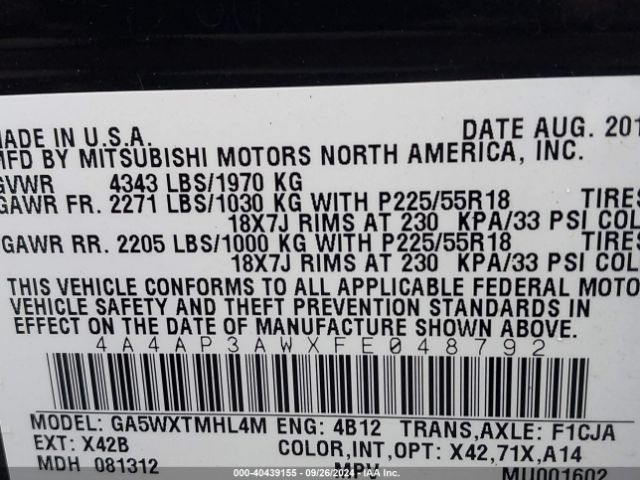 MADE IN U.S.A. DATE AUG. 201
MFD BY MITSUBISHI MOTORS NORTH AMERICA, INC.
GVWR 4343 LBS/1970 KG
GAWR FR. 2271 LBS/1030 KG WITH P225/55R18 TIRES
18X7J RIMS AT 230 KPA/33 PSI COL
GAWR RR. 2205 LBS/1000 KG WITH P225/55R18 TIRES
18X7J RIMS AT 230 KPA/33 PSI COL
THIS VEHICLE CONFORMS TO ALL APPLICABLE FEDERAL MOTO
VEHICLE SAFETY AND THEFT PREVENTION STANDARDS IN
EFFECT ON THE DATE OF MANUFACTURE SHOWN ABOVE.
4A4AP3AWXFE048792
MODEL: GA5WXTMHL4M ENG: 4B12 TRANS,AXLE: F1CJA
EXT: X42B COLOR,INT,OPT: X42,71X,A14
MDH 081312 MPV MU001602
© IAAI - 40439155 - 09/26/2024 - IAAI.COM